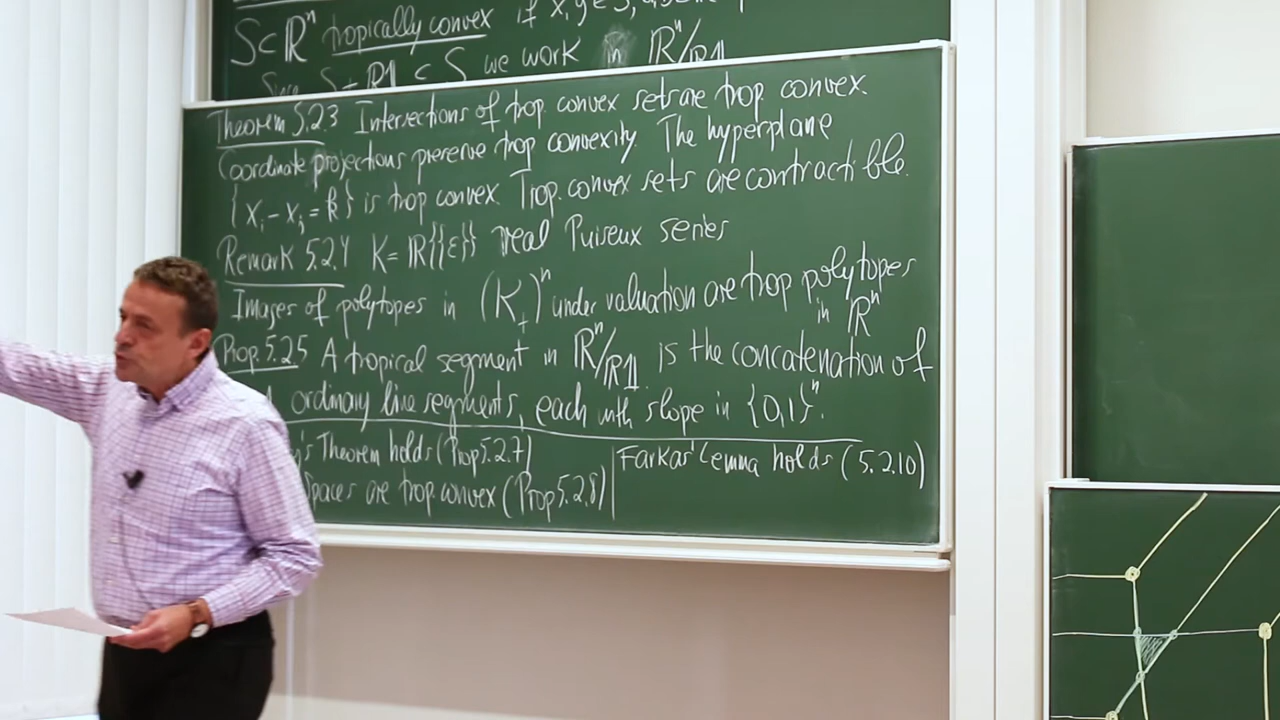 S⊂ℝⁿ tropically convex if x,y∈S,
Since S+ℝ𝟙 ⊂ S we work in ℝⁿ/ℝ𝟙
Theorem 5.2.3 Intersections of trop convex sets are trop convex.
Coordinate projections preserve trop convexity. The hyperplane
{x_i - x_j = k} is trop convex. Trop. convex sets are contractible.
Remark 5.2.4 K=ℝ{{ε}} real Puiseux series
Images of polytopes in (K₊)ⁿ under valuation are trop polytopes
in ℝⁿ
Prop. 5.2.5 A tropical segment in ℝⁿ/ℝ𝟙 is the concatenation of
ordinary line segments, each with slope in {0,1}ⁿ.
's Theorem holds (Prop 5.2.7)
spaces are trop convex (Prop 5.2.8)
Farkas' Lemma holds (5.2.10)